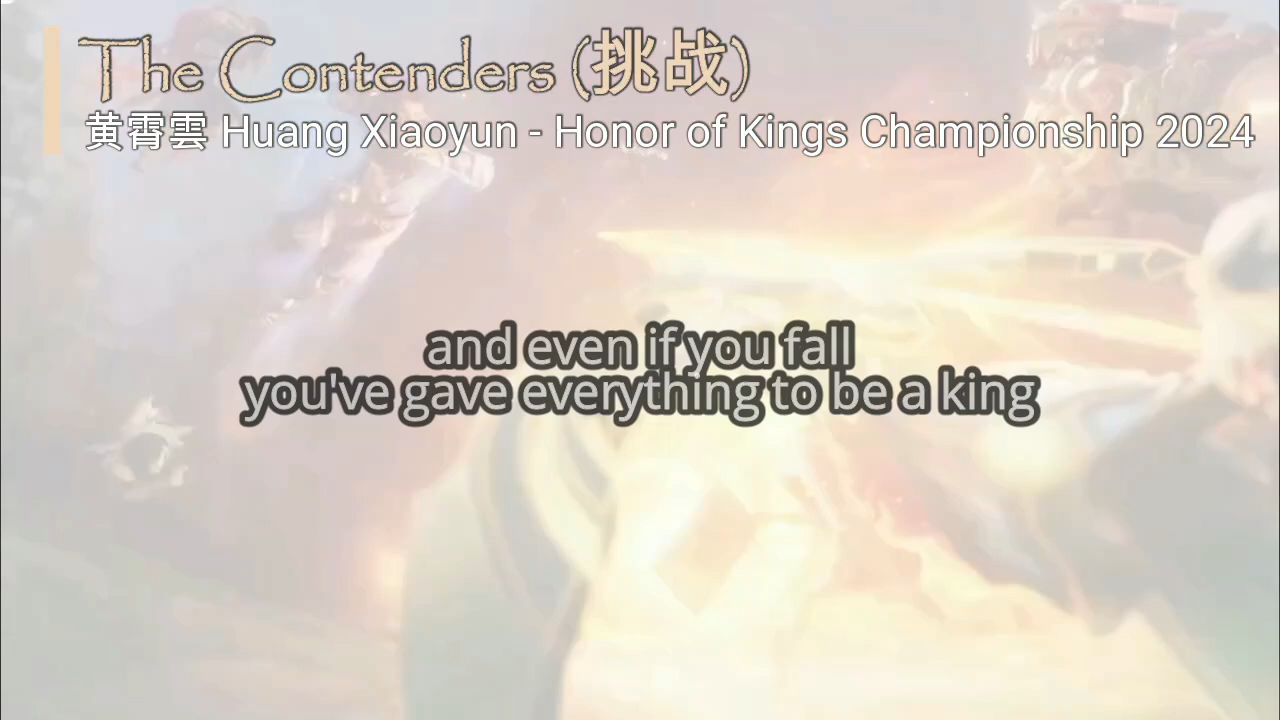 The Contenders (挑战)
黄霄雲 Huang Xiaoyun - Honor of Kings Championship 2024
and even if you fall
you've gave everything to be a king